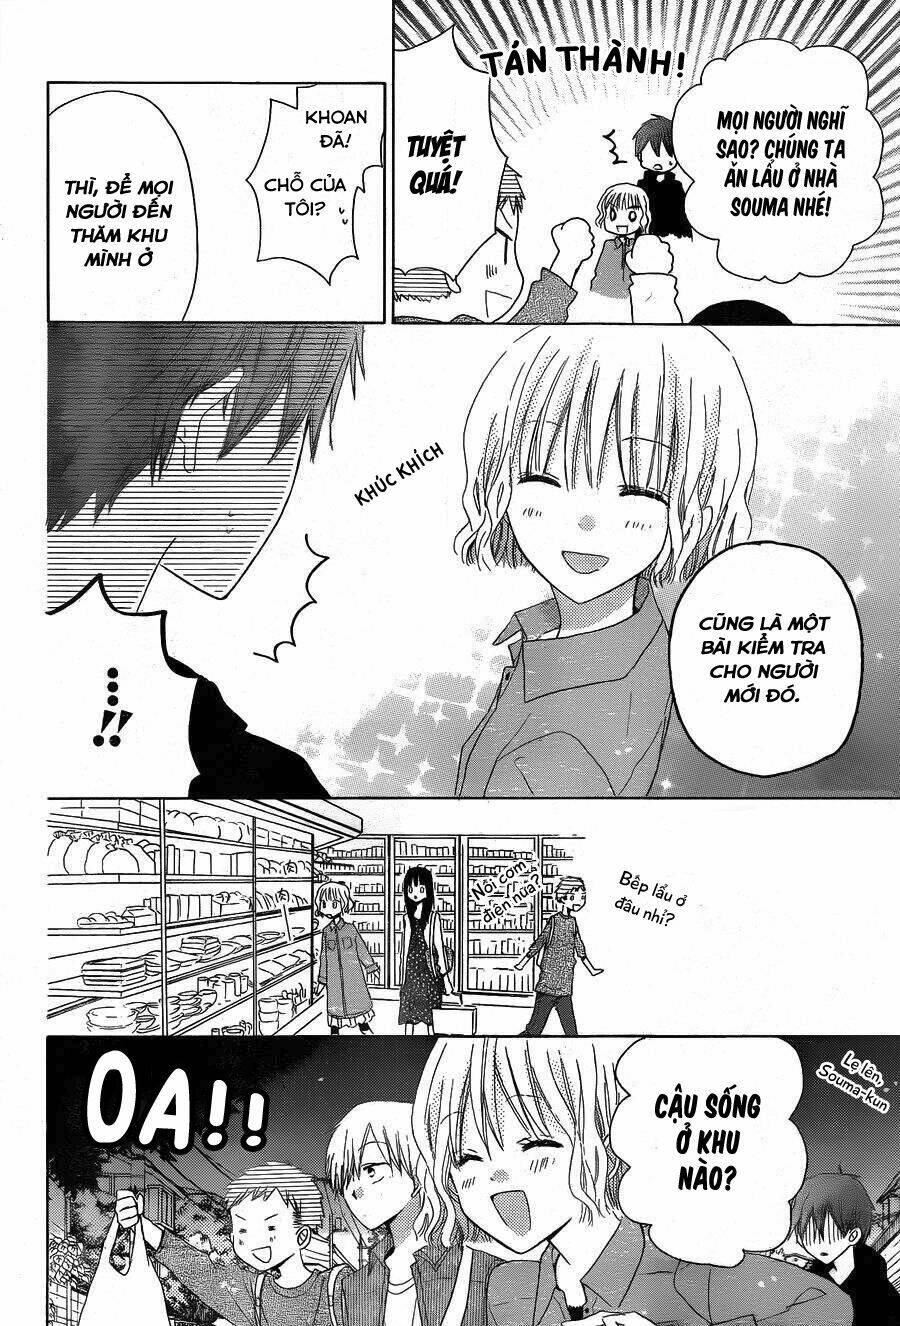 MỌI NGƯỜI NGHĨ
SAO? CHÚNG TA
ĂN LẨU Ở NHÀ
SOUMA NHÉ!
TÁN THÀNH!
TUYỆT
QUÁ!
KHOAN
ĐÃ!
CHỖ CỦA
TÔI?
THÌ, ĐỂ MỌI
NGƯỜI ĐẾN
THĂM KHU
MÌNH Ở
KHÚC KHÍCH
CŨNG LÀ MỘT
BÀI KIỂM TRA
CHO NGƯỜI
MỚI ĐÓ.
...!!
Bếp lẩu ở
đâu nhỉ?
Nồi cơm
điện nữa?
Lẹ lên,
Souma-kun
CẬU SỐNG
Ở KHU
NÀO?
OA!!